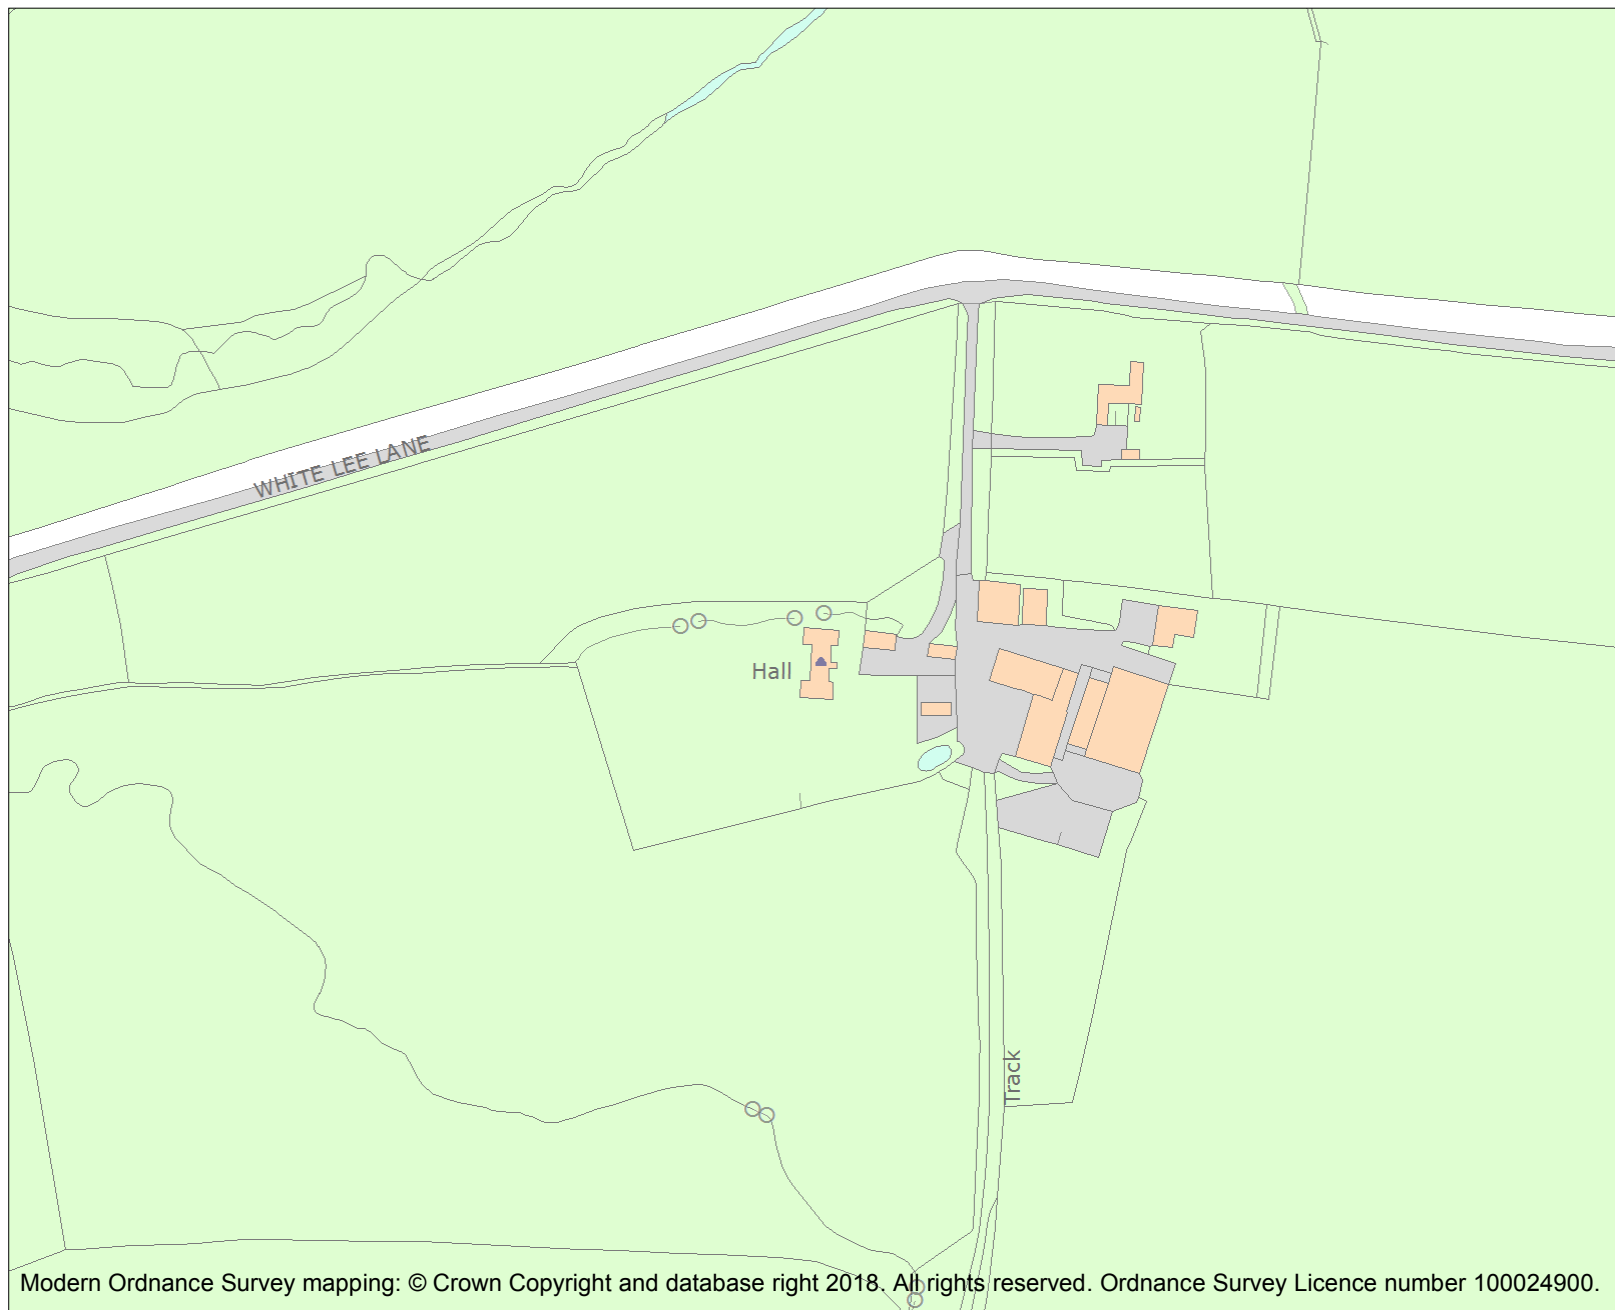 WHITE LEE LANE
Hall
Track
Modern Ordnance Survey mapping: © Crown Copyright and database right 2018. All rights reserved. Ordnance Survey Licence number 100024900.